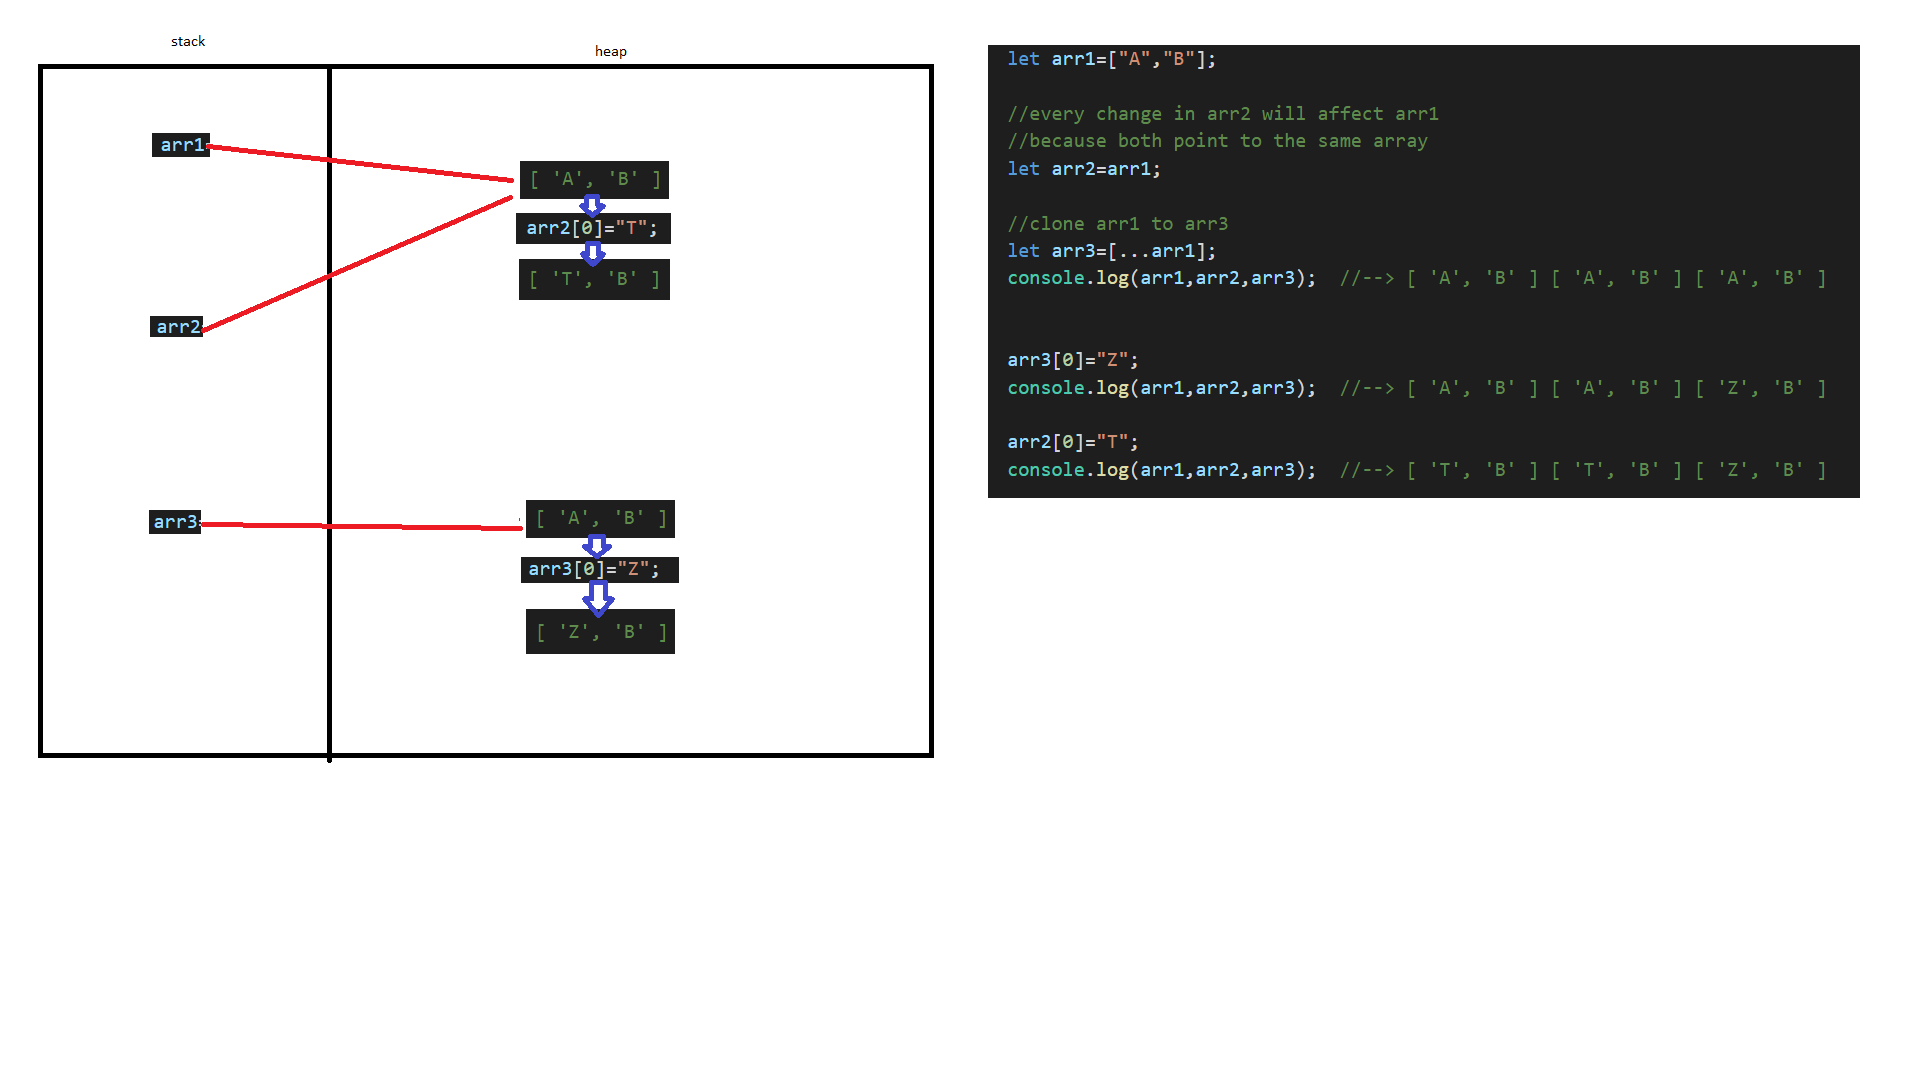 stack
heap
arr1
[ 'A', 'B' ]
arr2[0]="T";
[ 'T', 'B' ]
arr2
arr3
[ 'A', 'B' ]
arr3[0]="Z";
[ 'Z', 'B' ]
let arr1=["A","B"];
//every change in arr2 will affect arr1
//because both point to the same array
let arr2=arr1;
//clone arr1 to arr3
let arr3=[...arr1];
console.log(arr1,arr2,arr3);  //--> [ 'A', 'B' ] [ 'A', 'B' ] [ 'A', 'B' ]
arr3[0]="Z";
console.log(arr1,arr2,arr3);  //--> [ 'A', 'B' ] [ 'A', 'B' ] [ 'Z', 'B' ]
arr2[0]="T";
console.log(arr1,arr2,arr3);  //--> [ 'T', 'B' ] [ 'T', 'B' ] [ 'Z', 'B' ]